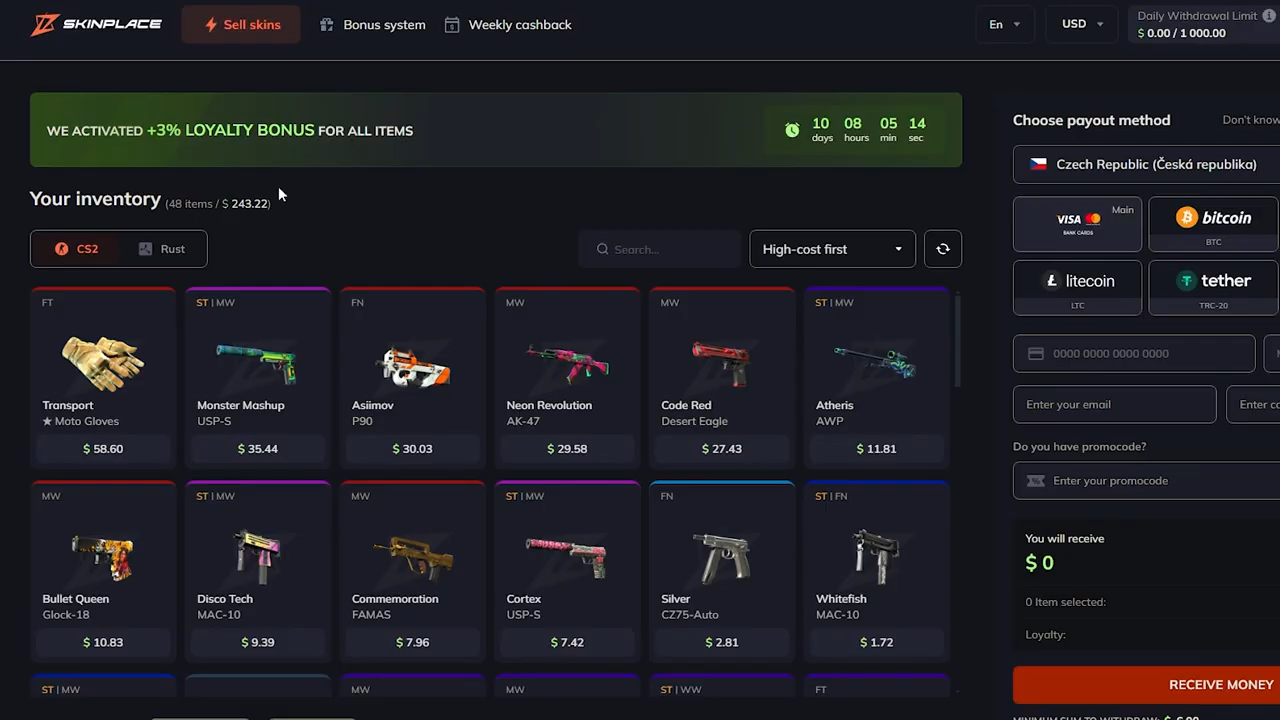 SKINPLACE
Sell skins
Bonus system
Weekly cashback
En
USD
Daily Withdrawal Limit
$ 0.00 / 1 000.00
WE ACTIVATED +3% LOYALTY BONUS FOR ALL ITEMS
10 08 05 14
days hours min sec
Your inventory (48 items / $ 243.22)
CS2
Rust
Search...
High-cost first
FT
Transport
★ Moto Gloves
$ 58.60
ST | MW
Monster Mashup
USP-S
$ 35.44
FN
Asiimov
P90
$ 30.03
MW
Neon Revolution
AK-47
$ 29.58
MW
Code Red
Desert Eagle
$ 27.43
ST | MW
Atheris
AWP
$ 11.81
MW
Bullet Queen
Glock-18
$ 10.83
ST | MW
Disco Tech
MAC-10
$ 9.39
MW
Commemoration
FAMAS
$ 7.96
ST | MW
Cortex
USP-S
$ 7.42
FN
Silver
CZ75-Auto
$ 2.81
ST | FN
Whitefish
MAC-10
$ 1.72
ST | MW
MW
MW
ST | WW
FT
Choose payout method
Don't know
Czech Republic (Česká republika)
VISA
BANK CARDS
Main
bitcoin
BTC
litecoin
LTC
tether
TRC-20
0000 0000 0000 0000
Enter your email
Enter co
Do you have promocode?
Enter your promocode
You will receive
$ 0
0 Item selected:
Loyalty:
RECEIVE MONEY
MINIMUM SUM TO WITHDRAW: $